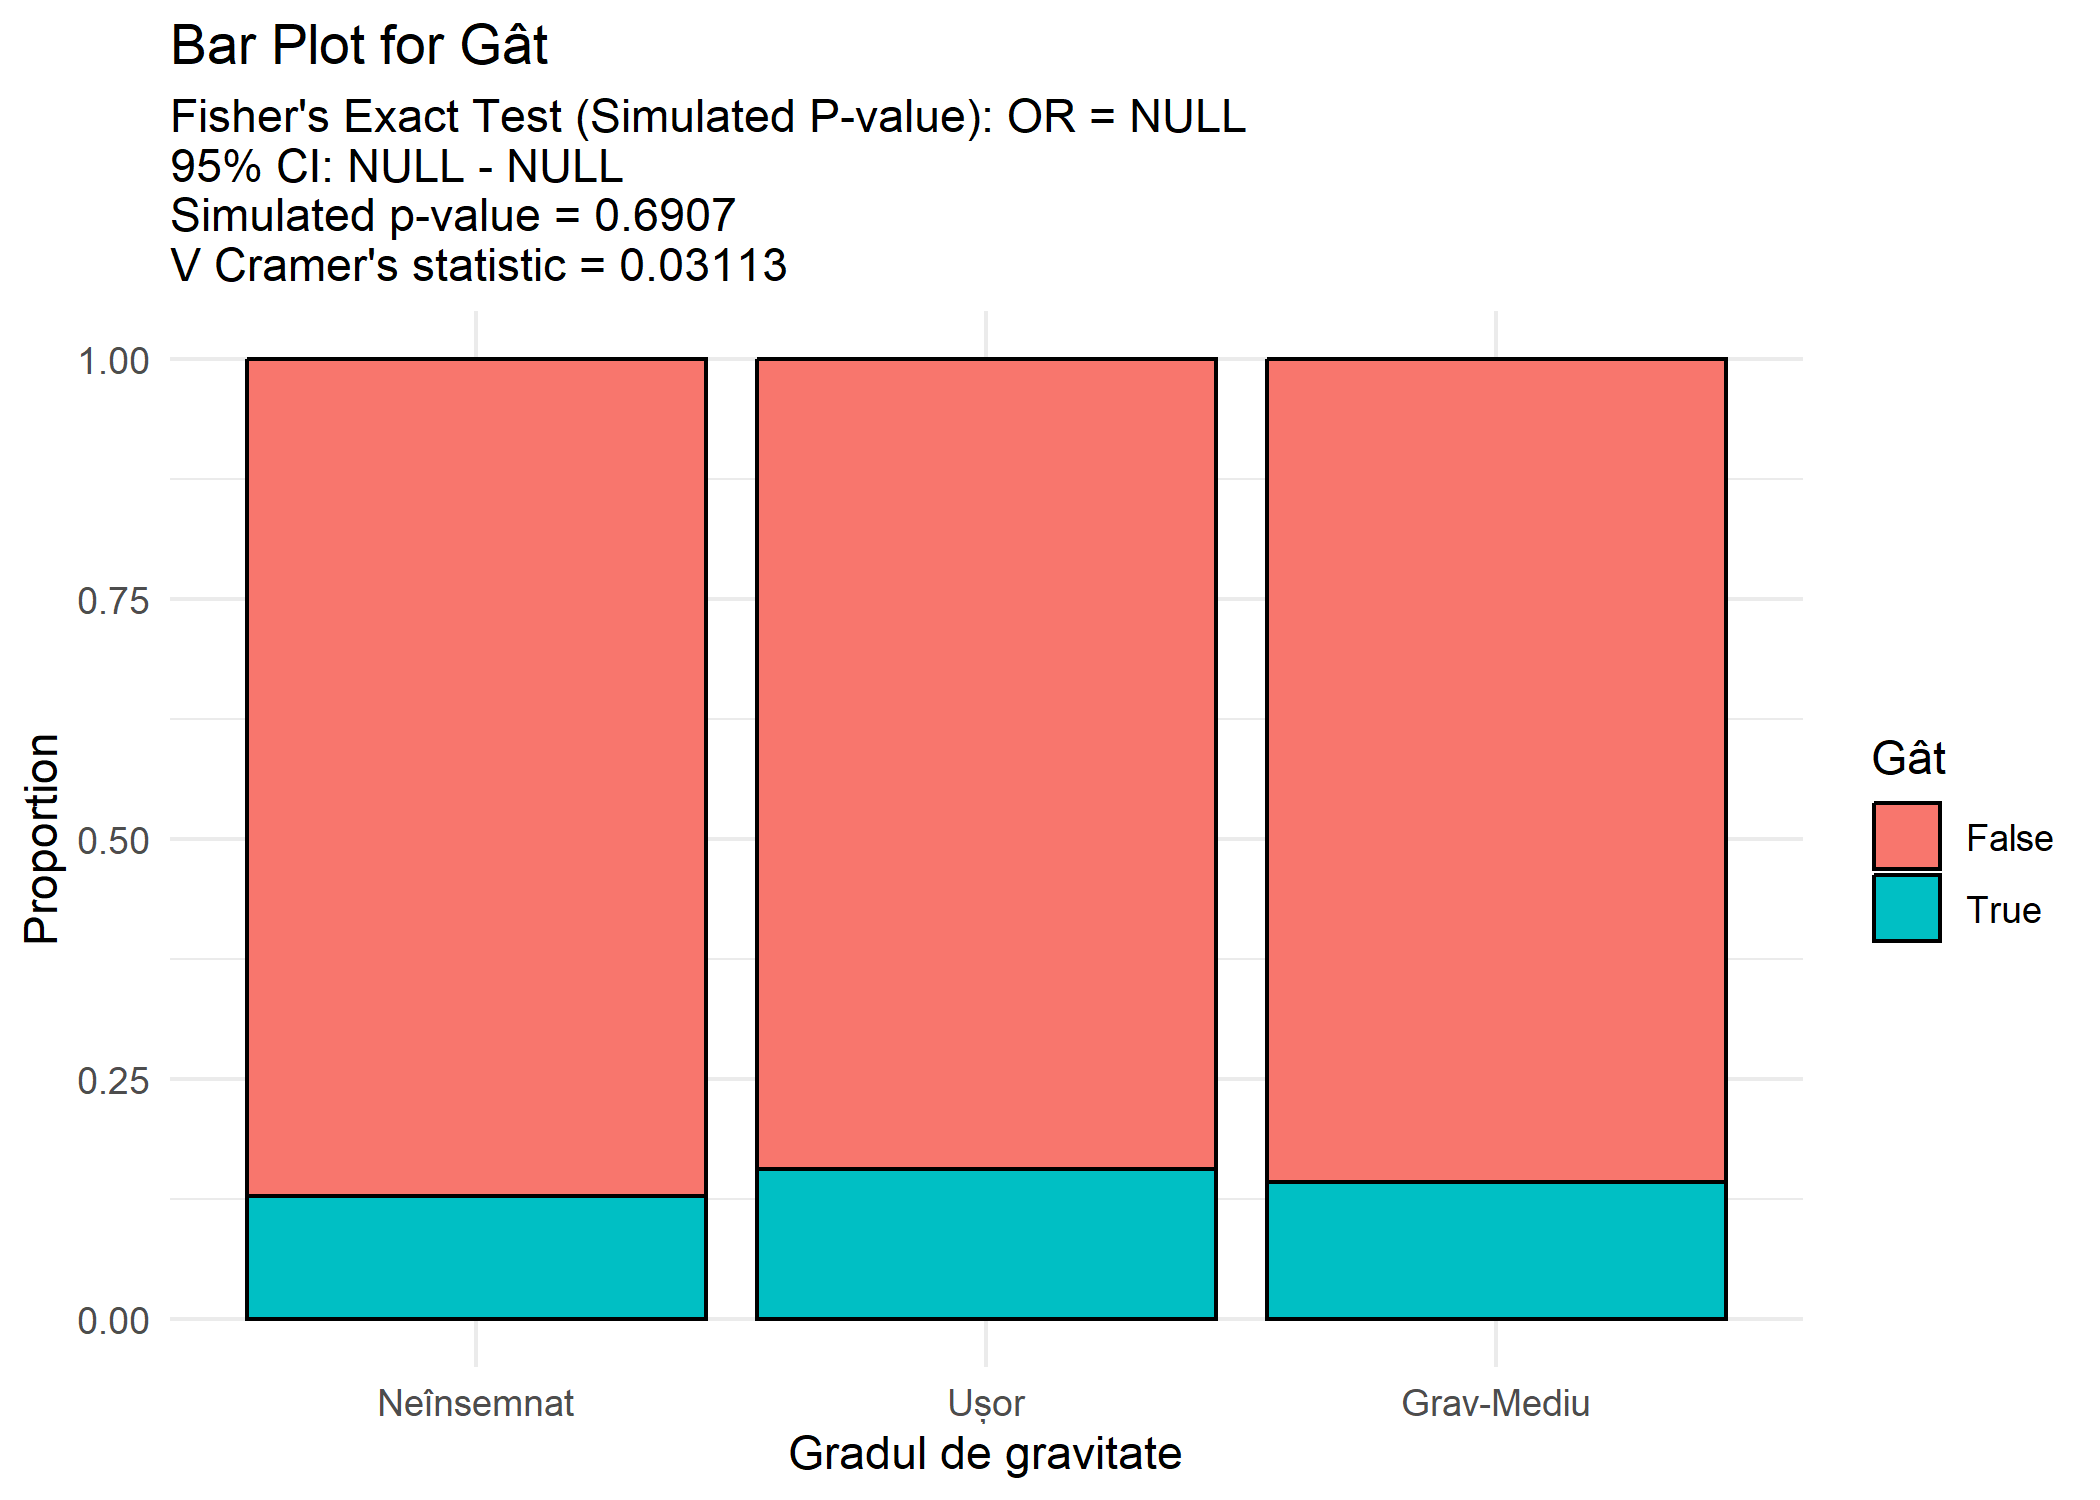 Bar Plot for Gât
Fisher's Exact Test (Simulated P-value): OR = NULL
95% CI: NULL - NULL
Simulated p-value = 0.6907
V Cramer's statistic = 0.03113
1.00
0.75
0.50
0.25
0.00
Proportion
Neînsemnat
Ușor
Grav-Mediu
Gradul de gravitate
Gât
False
True